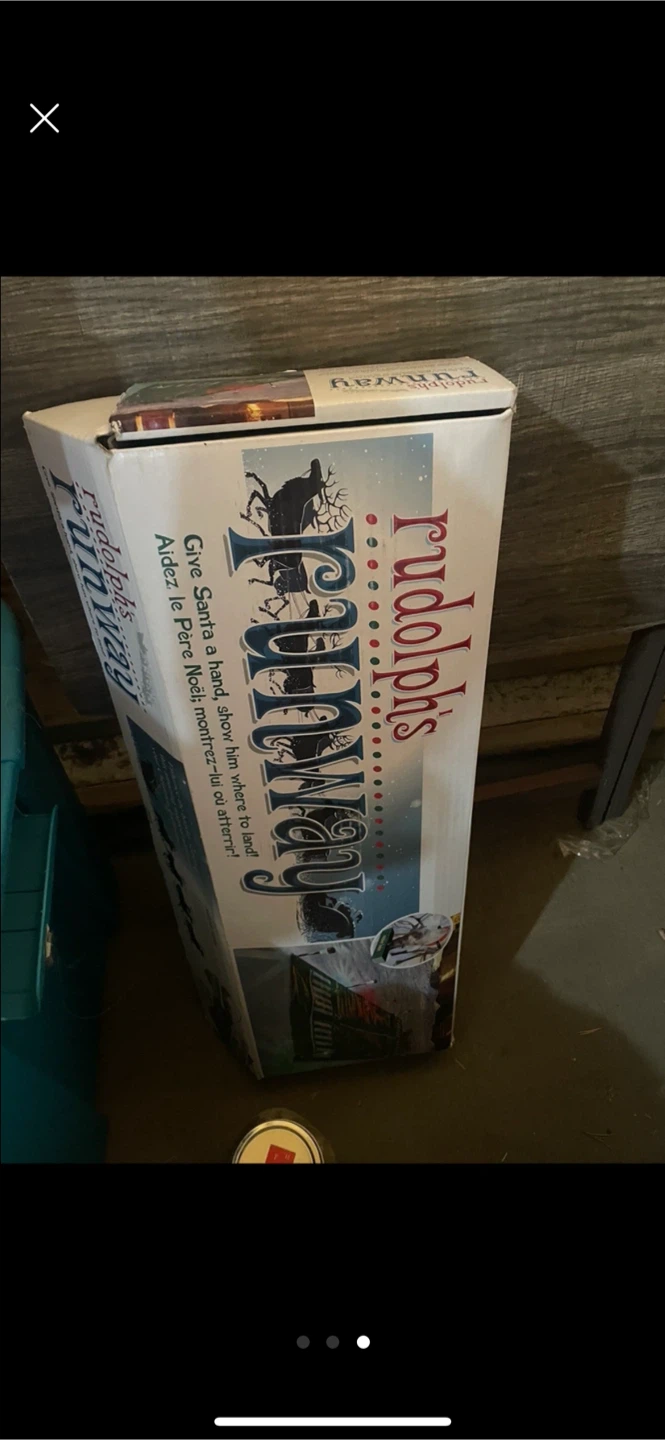 rudolph's
runway
Give Santa a hand, show him where to land!
Aidez le Père Noël; montrez-lui où atterrir!
rudolph's
runway
rudolph's
runway